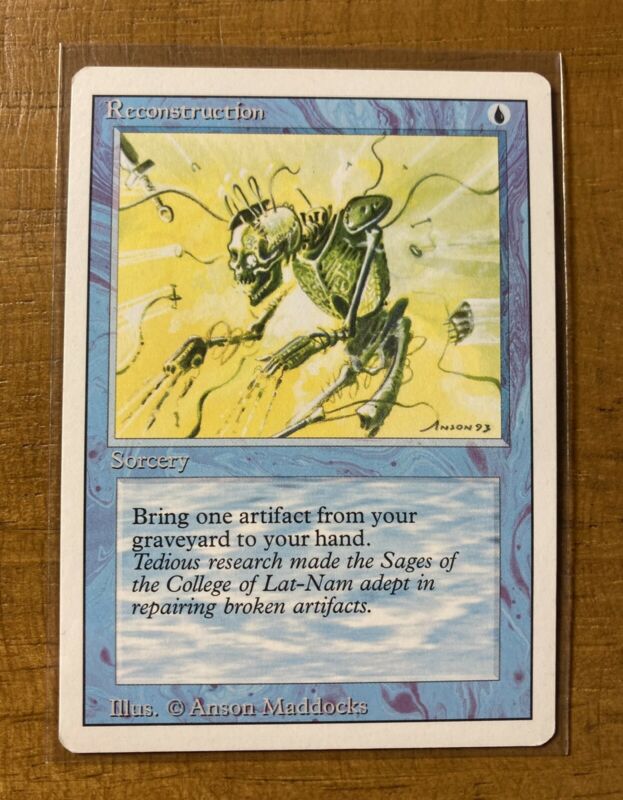 Reconstruction
ANSON 93
Sorcery
Bring one artifact from your
graveyard to your hand.
Tedious research made the Sages of
the College of Lat-Nam adept in
repairing broken artifacts.
Illus. © Anson Maddocks